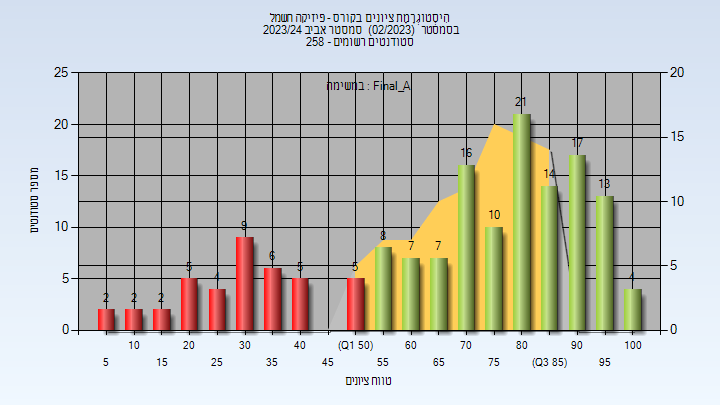 היסטוגרמת ציונים בקורס - פיזיקה חשמל
בסמסטר (02/2023) סמסטר אביב 2023/24
סטודנטים רשומים - 258
במשימה : Final_A
מספר סטודנטים
25 20 15 10 5 0
20 15 10 5 0
2 2 2 5 4 9 6 5 5 8 7 7 16 10 21 14 17 13 4
10 20 30 40 (Q1 50) 60 70 80 90 100
5 15 25 35 45 55 65 75 (Q3 85) 95
טווח ציונים